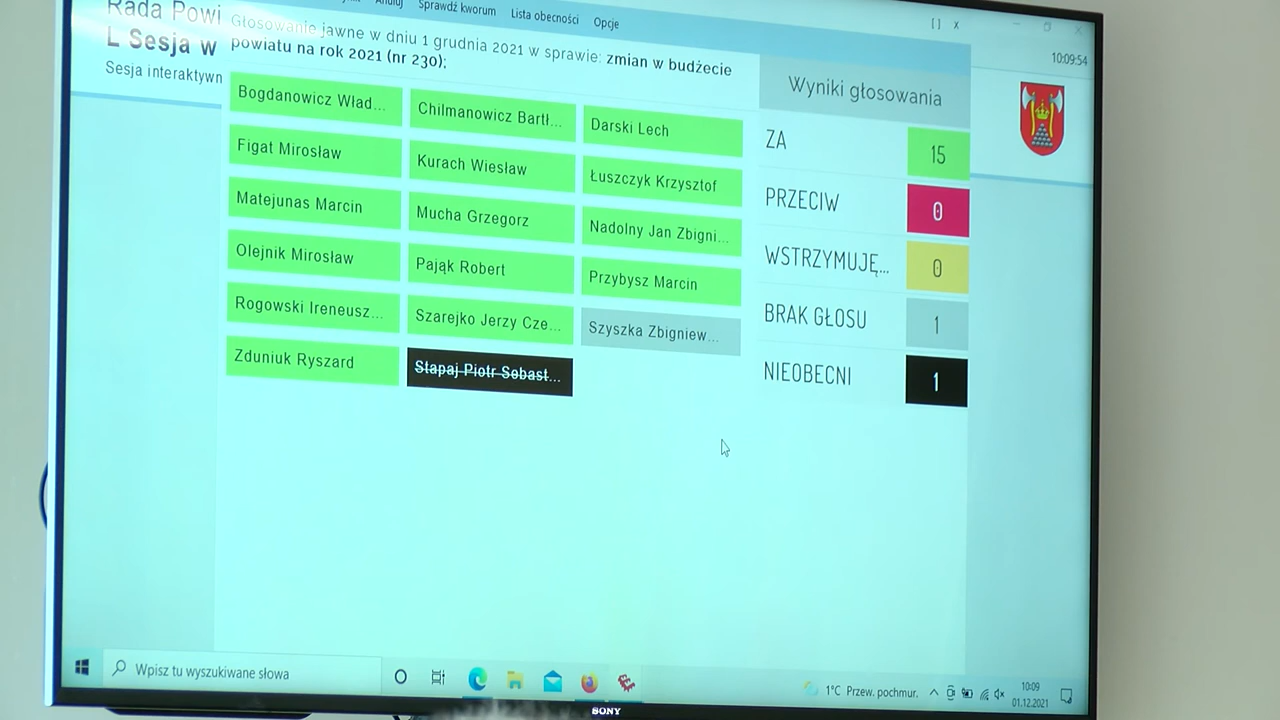 Rada Powi
L Sesja w
Sesja interaktywn
Anuluj Sprawdź kworum Lista obecności Opcje
[ ] x
10:09:54
Głosowanie jawne w dniu 1 grudnia 2021 w sprawie: zmian w budżecie
powiatu na rok 2021 (nr 230);
Bogdanowicz Wład... Chilmanowicz Bartł... Darski Lech
Figat Mirosław Kurach Wiesław Łuszczyk Krzysztof
Matejunas Marcin Mucha Grzegorz Nadolny Jan Zbigni...
Olejnik Mirosław Pająk Robert Przybysz Marcin
Rogowski Ireneusz... Szarejko Jerzy Cze... Szyszka Zbigniew...
Zduniuk Ryszard Słapaj Piotr Sebast...
Wyniki głosowania
ZA 15
PRZECIW 0
WSTRZYMUJĘ... 0
BRAK GŁOSU 1
NIEOBECNI 1
Wpisz tu wyszukiwane słowa
1°C Przew. pochmur.
10:09
01.12.2021
SONY